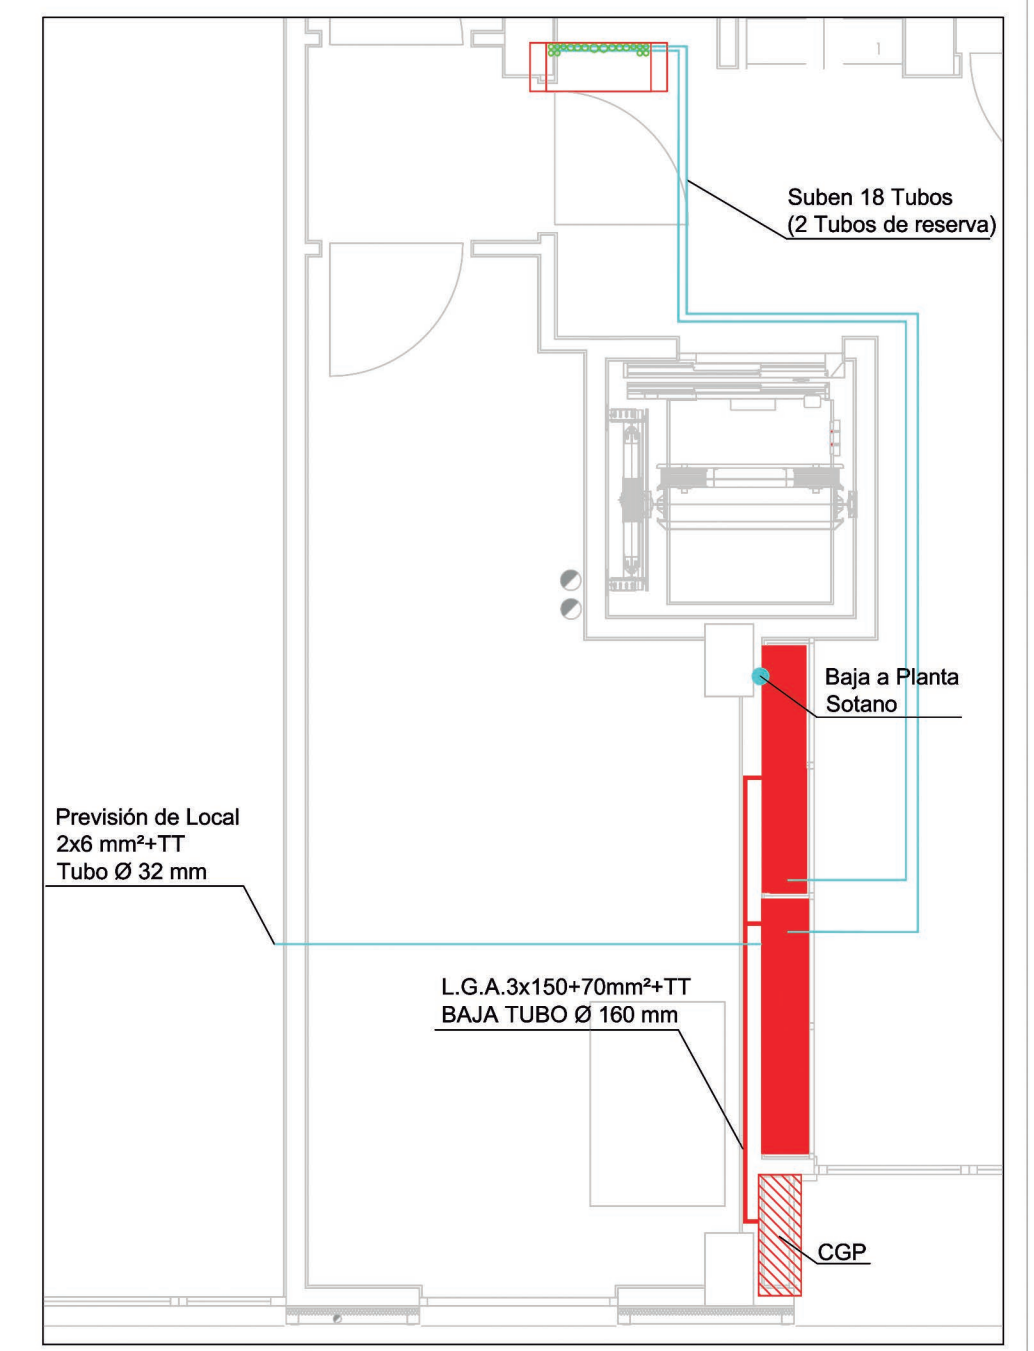 Suben 18 Tubos
(2 Tubos de reserva)
Baja a Planta
Sotano
Previsión de Local
2x6 mm²+TT
Tubo Ø 32 mm
L.G.A.3x150+70mm²+TT
BAJA TUBO Ø 160 mm
CGP